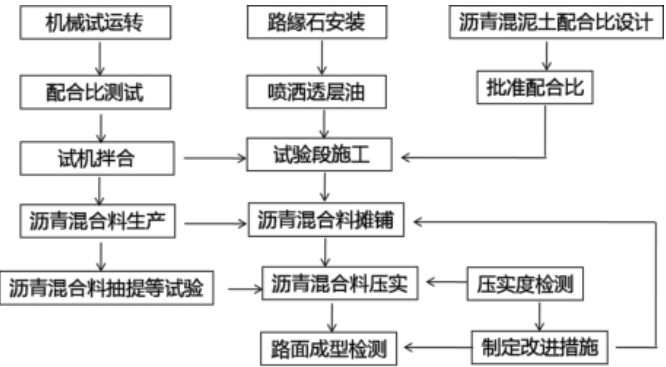 机械试运转
路緣石安装
沥青混泥土配合比设计
配合比测试
喷洒透层油
批准配合比
试机拌合
试验段施工
沥青混合料生产
沥青混合料摊铺
沥青混合料抽提等试验
沥青混合料压实
压实度检测
路面成型检测
制定改进措施